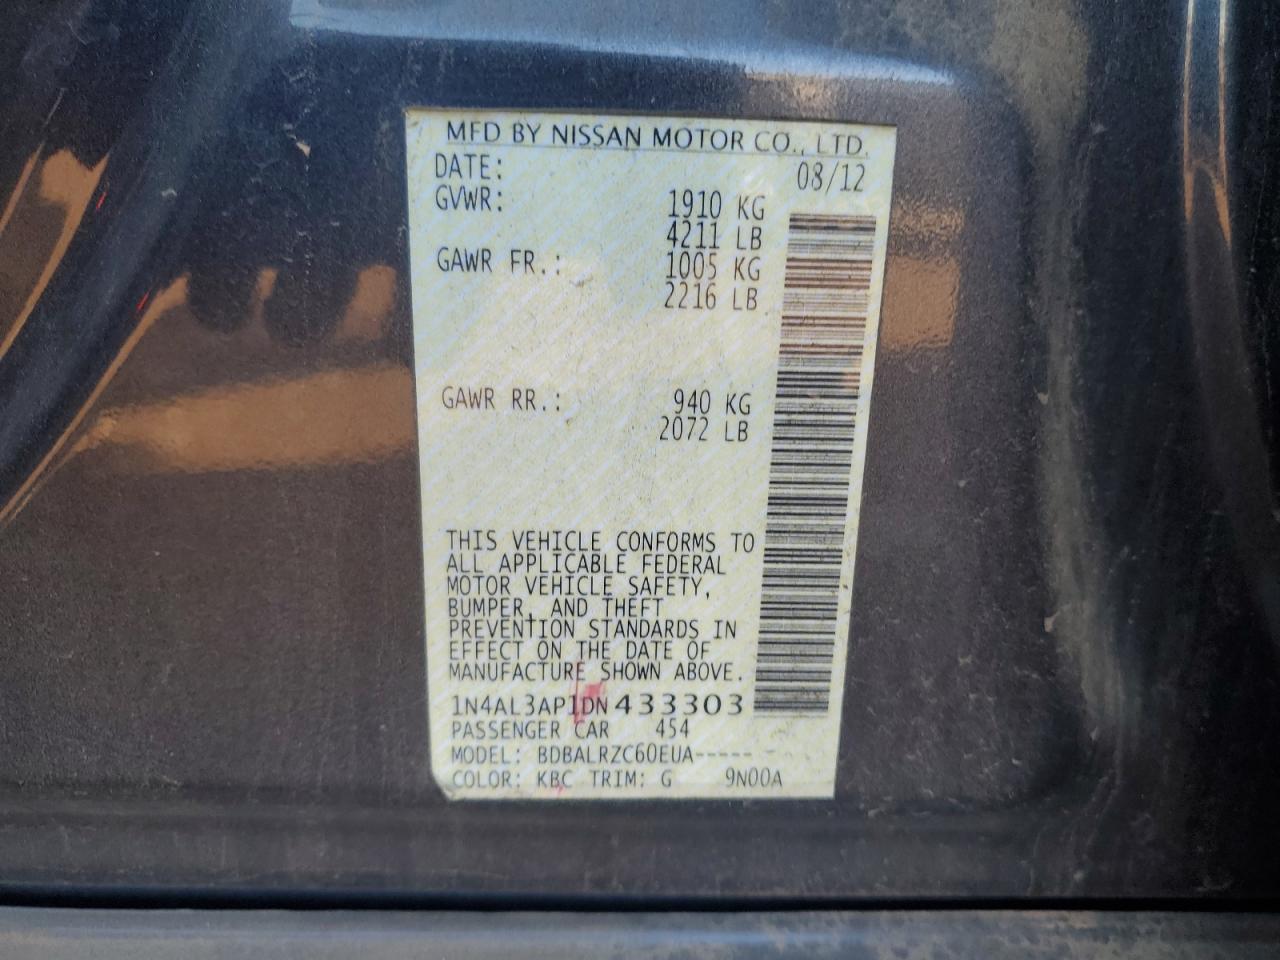 MFD BY NISSAN MOTOR CO., LTD.
DATE: 08/12
GVWR: 1910 KG
4211 LB
GAWR FR.: 1005 KG
2216 LB
GAWR RR.: 940 KG
2072 LB
THIS VEHICLE CONFORMS TO
ALL APPLICABLE FEDERAL
MOTOR VEHICLE SAFETY,
BUMPER, AND THEFT
PREVENTION STANDARDS IN
EFFECT ON THE DATE OF
MANUFACTURE SHOWN ABOVE.
1N4AL3AP1DN433303
PASSENGER CAR 454
MODEL: BDBALRZC60EUA----- -
COLOR: KBC TRIM: G 9N00A